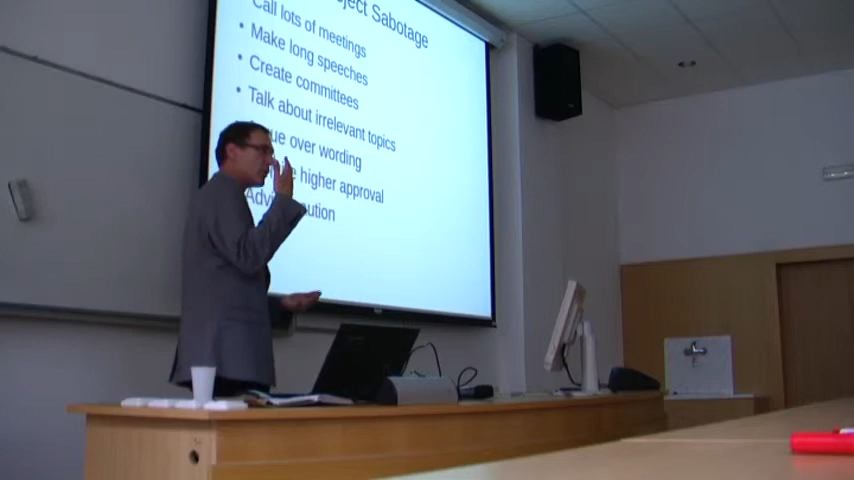 Sabotage
Call lots of meetings
• Make long speeches
• Create committees
• Talk about irrelevant topics
over wording
higher approval